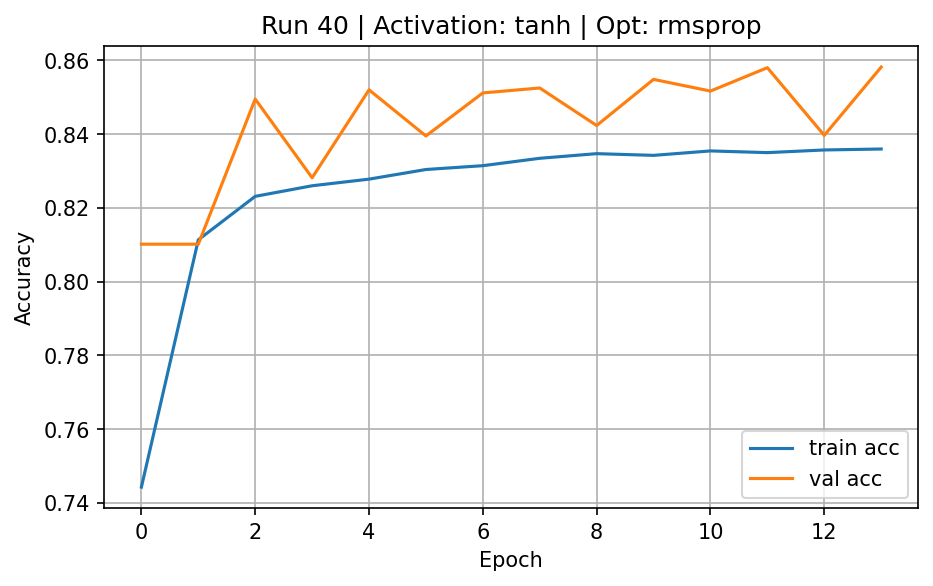 Run 40 | Activation: tanh | Opt: rmsprop
0.86
0.84
0.82
0.80
0.78
0.76
0.74
Accuracy
train acc
val acc
0 2 4 6 8 10 12
Epoch